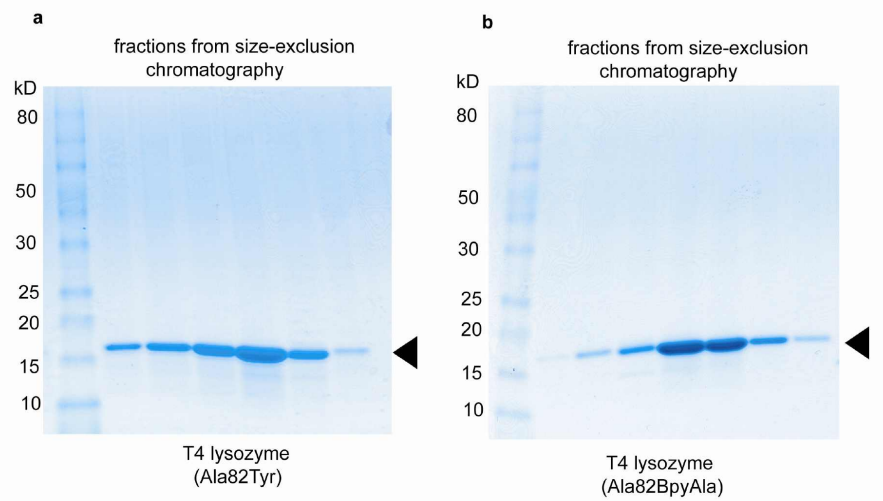 a
fractions from size-exclusion
chromatography
kD
80
50
30
25
20
15
10
T4 lysozyme
(Ala82Tyr)
b
fractions from size-exclusion
chromatography
kD
80
50
30
25
20
15
10
T4 lysozyme
(Ala82BpyAla)